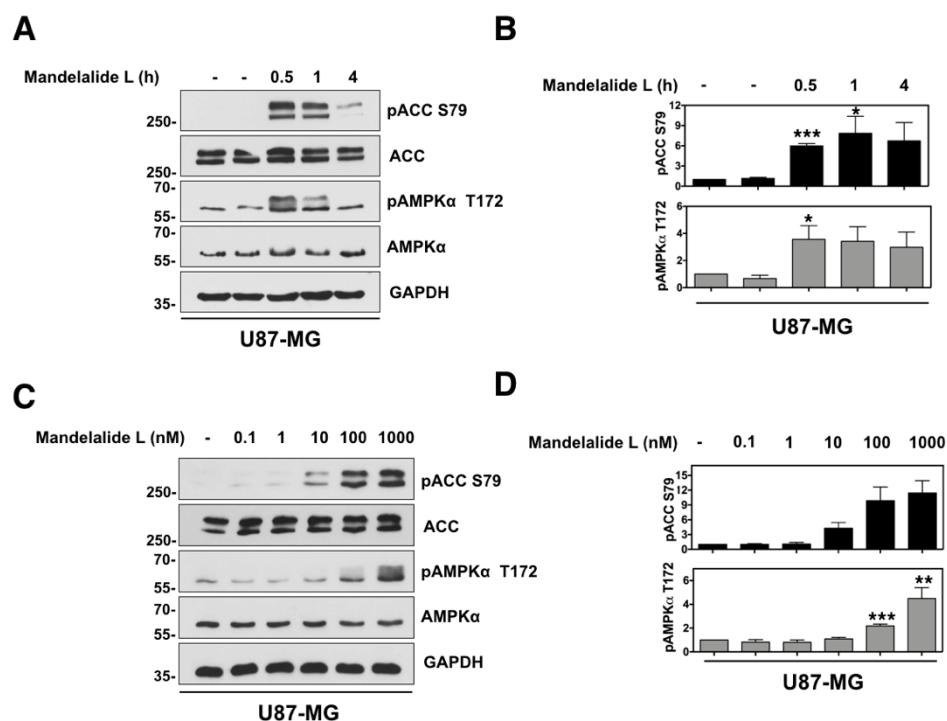 A
Mandelalide L (h) - - 0.5 1 4
250-
pACC S79
250-
ACC
70-
55-
pAMPKα T172
70-
55-
AMPKα
35-
GAPDH
U87-MG
B
Mandelalide L (h) - - 0.5 1 4
pACC S79
12
9
6
3
0
***
*
pAMPKα T172
6
4
2
0
*
U87-MG
C
Mandelalide L (nM) - 0.1 1 10 100 1000
250-
pACC S79
250-
ACC
70-
55-
pAMPKα T172
70-
55-
AMPKα
35-
GAPDH
U87-MG
D
Mandelalide L (nM) - 0.1 1 10 100 1000
pACC S79
15
12
9
6
3
0
pAMPKα T172
6
4
2
0
***
**
U87-MG